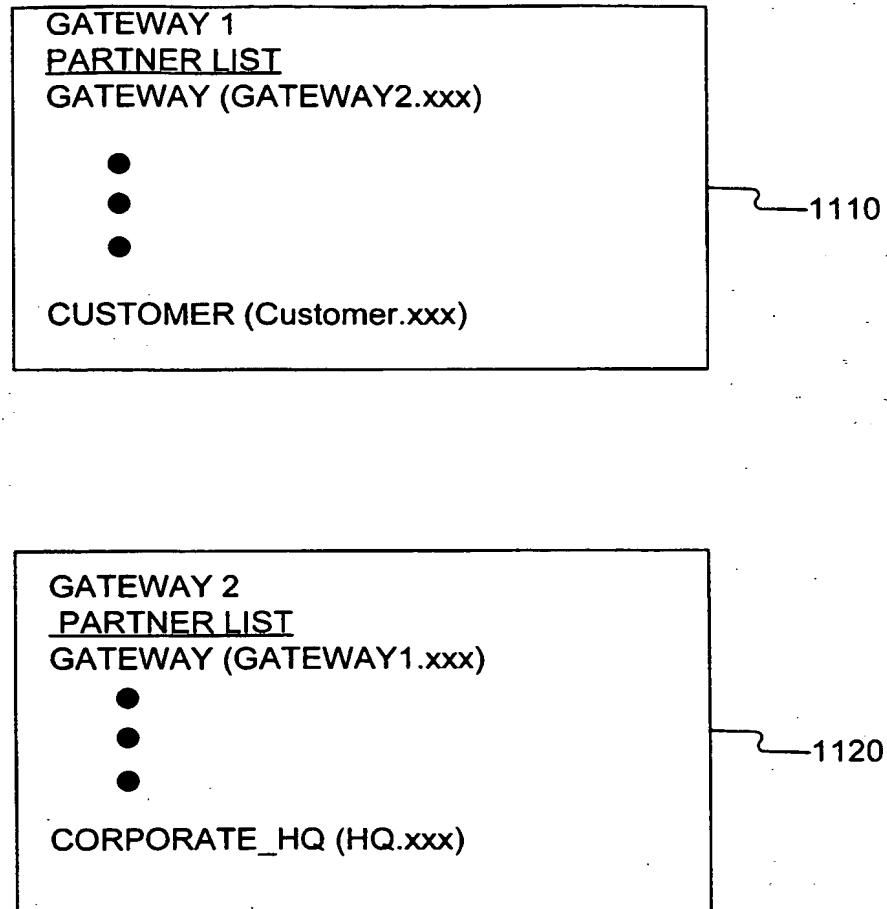 GATEWAY 1
PARTNER LIST
GATEWAY (GATEWAY2.xxx)
CUSTOMER (Customer.xxx)
1110
GATEWAY 2
PARTNER LIST
GATEWAY (GATEWAY1.xxx)
CORPORATE_HQ (HQ.xxx)
1120